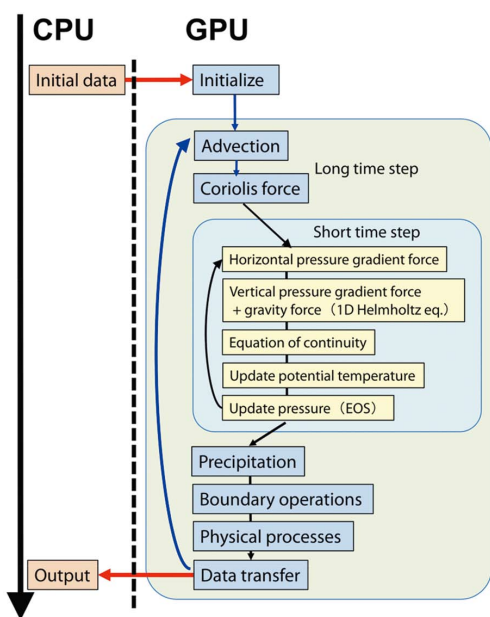 CPU
GPU
Initial data
Initialize
Advection
Long time step
Coriolis force
Short time step
Horizontal pressure gradient force
Vertical pressure gradient force
+ gravity force（1D Helmholtz eq.）
Equation of continuity
Update potential temperature
Update pressure（EOS）
Precipitation
Boundary operations
Physical processes
Output
Data transfer